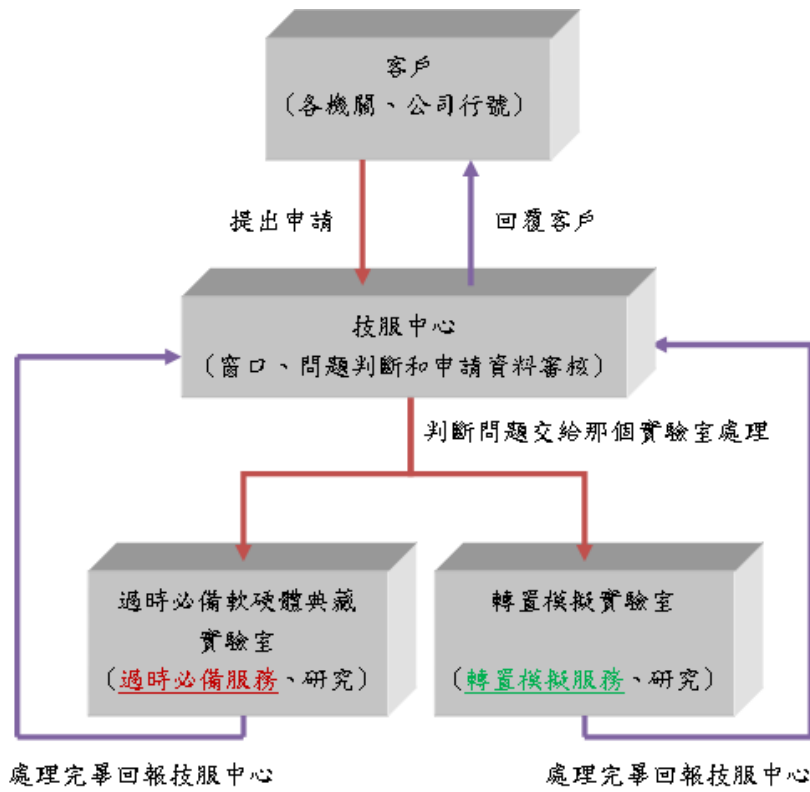 客戶
（各機關、公司行號）
提出申請
回覆客戶
技服中心
（窗口、問題判斷和申請資料審核）
判斷問題交給那個實驗室處理
過時必備軟硬體典藏
實驗室
（過時必備服務、研究）
轉置模擬實驗室
（轉置模擬服務、研究）
處理完畢回報技服中心
處理完畢回報技服中心